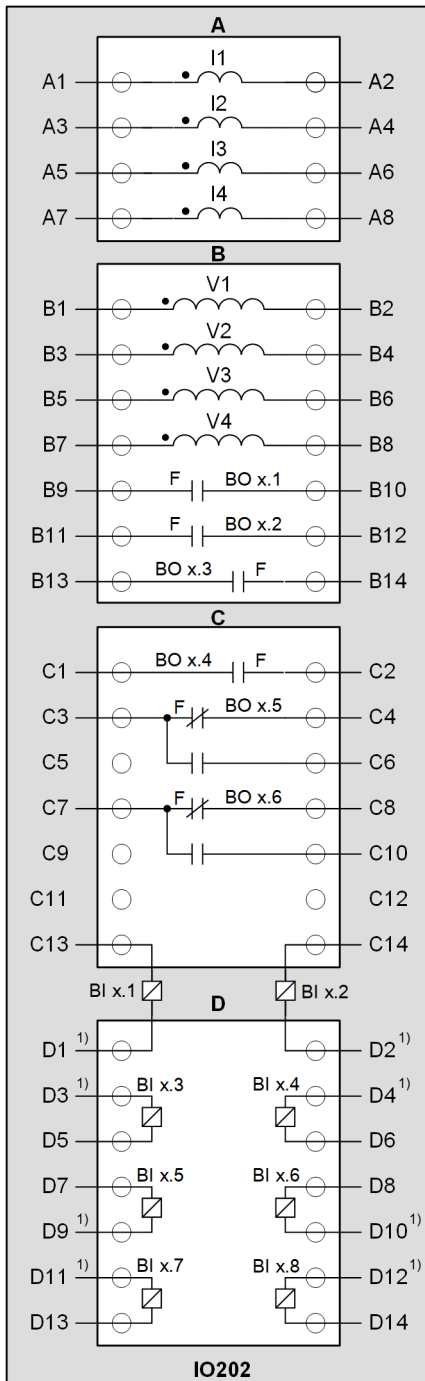 A
I1
A1 A2
I2
A3 A4
I3
A5 A6
I4
A7 A8
B
V1
B1 B2
V2
B3 B4
V3
B5 B6
V4
B7 B8
B9 F BO x.1 B10
B11 F BO x.2 B12
B13 BO x.3 F B14
C
C1 BO x.4 F C2
C3 F BO x.5 C4
C5 C6
C7 F BO x.6 C8
C9 C10
C11 C12
C13 C14
BI x.1 BI x.2
D
D1 1) D2 1)
D3 1) BI x.3 BI x.4 D4 1)
D5 D6
D7 BI x.5 BI x.6 D8
D9 1) D10 1)
D11 1) BI x.7 BI x.8 D12 1)
D13 D14
IO202